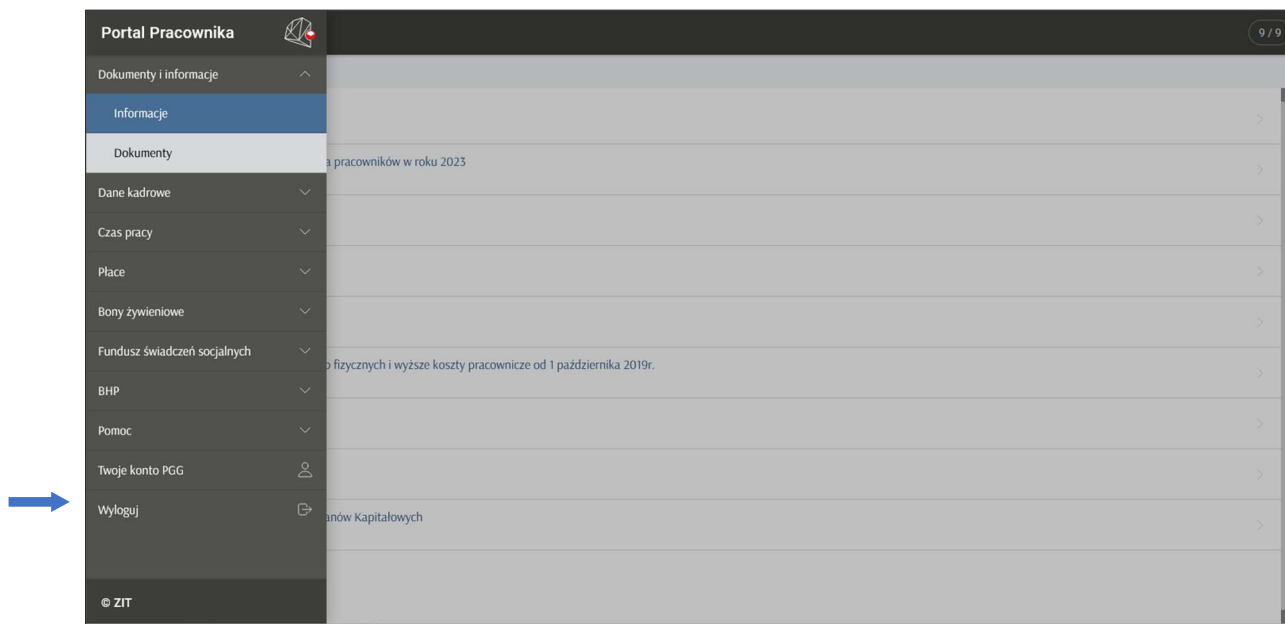 Portal Pracownika
9 / 9
Dokumenty i informacje
Informacje
Dokumenty
a pracowników w roku 2023
Dane kadrowe
Czas pracy
Płace
Bony żywieniowe
Fundusz świadczeń socjalnych
fizycznych i wyższe koszty pracownicze od 1 października 2019r.
BHP
Pomoc
Twoje konto PGG
Wyloguj
anów Kapitałowych
© ZIT